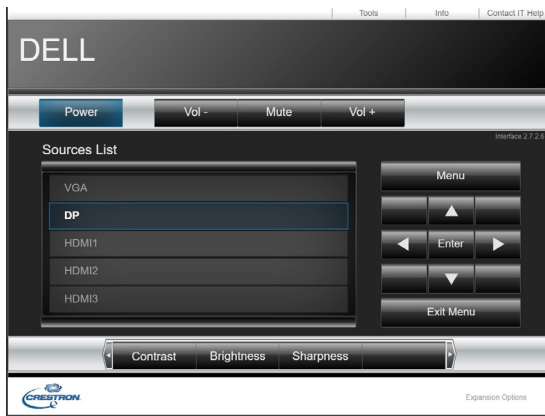 Tools Info Contact IT Help
DELL
Power Vol - Mute Vol +
Interface 2.7.2.6
Sources List
VGA
DP
HDMI1
HDMI2
HDMI3
Menu
Enter
Exit Menu
Contrast Brightness Sharpness
CRESTRON
Expansion Options